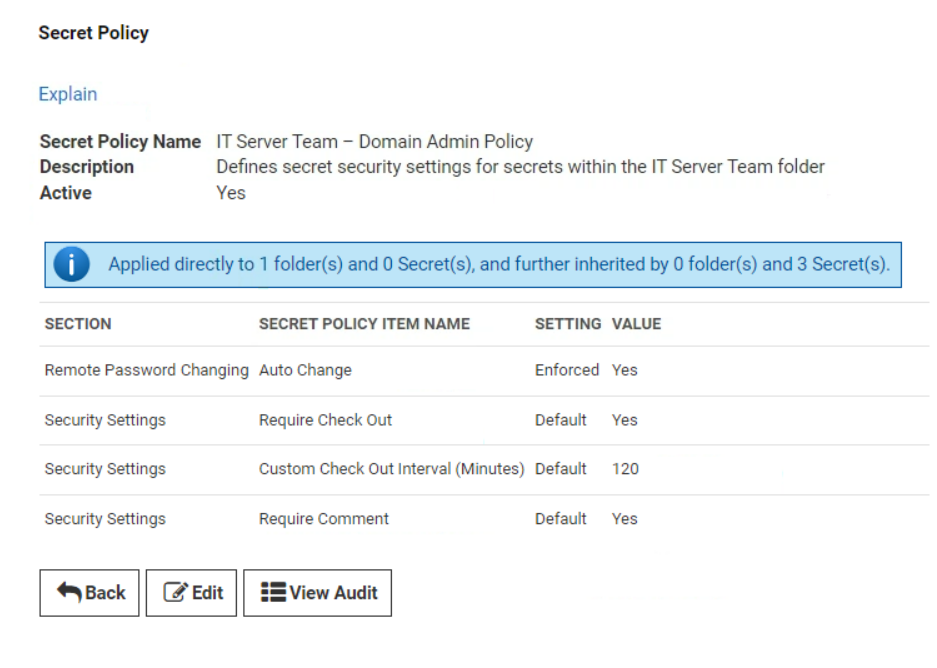 Secret Policy
Explain
Secret Policy Name IT Server Team – Domain Admin Policy
Description Defines secret security settings for secrets within the IT Server Team folder
Active Yes
i Applied directly to 1 folder(s) and 0 Secret(s), and further inherited by 0 folder(s) and 3 Secret(s).
SECTION SECRET POLICY ITEM NAME SETTING VALUE
Remote Password Changing Auto Change Enforced Yes
Security Settings Require Check Out Default Yes
Security Settings Custom Check Out Interval (Minutes) Default 120
Security Settings Require Comment Default Yes
Back Edit View Audit